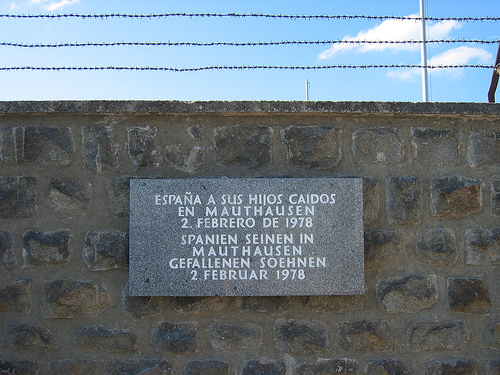 ESPAÑA A SUS HIJOS CAIDOS
EN MAUTHAUSEN
2. FEBRERO DE 1978
SPANIEN SEINEN IN
MAUTHAUSEN
GEFALLENEN SOEHNEN
2. FEBRUAR 1978